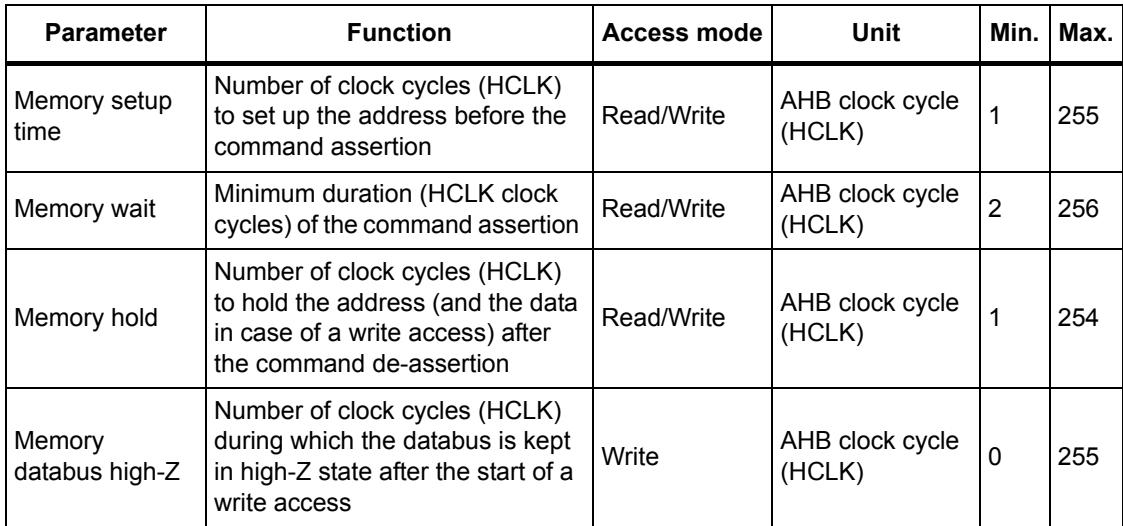 Parameter Function Access mode Unit Min. Max.
Memory setup
time
Number of clock cycles (HCLK)
to set up the address before the
command assertion
Read/Write
AHB clock cycle
(HCLK)
1
255
Memory wait
Minimum duration (HCLK clock
cycles) of the command assertion
Read/Write
AHB clock cycle
(HCLK)
2
256
Memory hold
Number of clock cycles (HCLK)
to hold the address (and the data
in case of a write access) after
the command de-assertion
Read/Write
AHB clock cycle
(HCLK)
1
254
Memory
databus high-Z
Number of clock cycles (HCLK)
during which the databus is kept
in high-Z state after the start of a
write access
Write
AHB clock cycle
(HCLK)
0
255